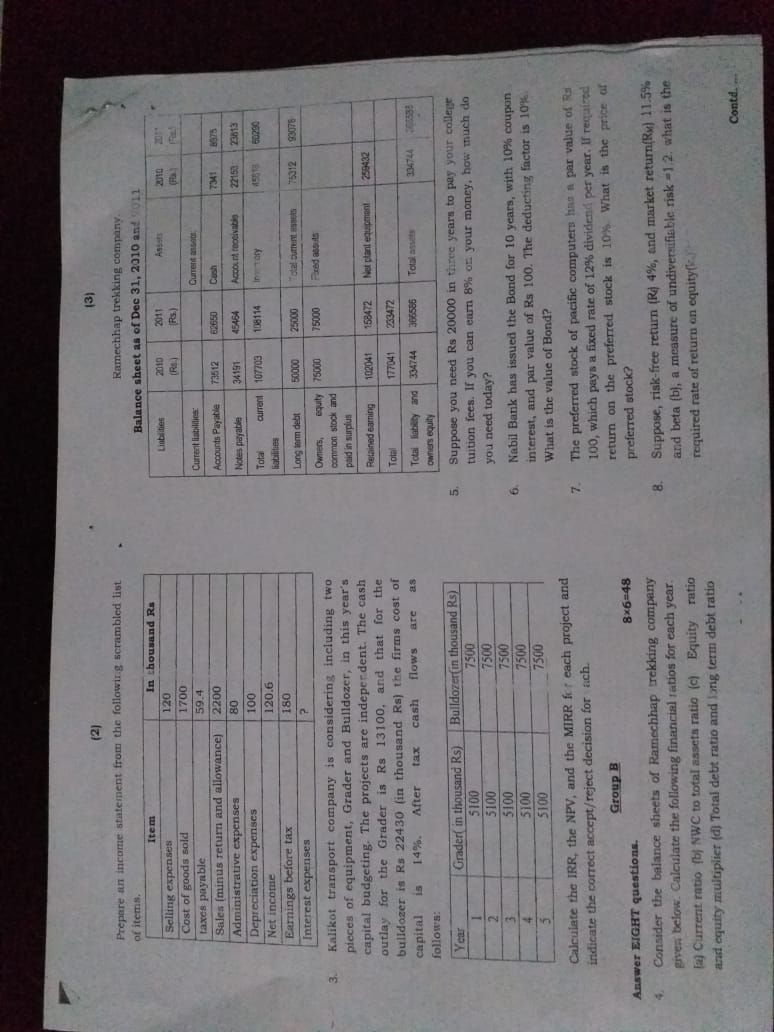 (2)
Prepare an income statement from the following scrambled list
of items.
Item In thousand Rs
Selling expenses 120
Cost of goods sold 1700
taxes payable 59.4
Sales (minus return and allowance) 2200
Administrative expenses 80
Depreciation expenses 100
Net income 120.6
Earnings before tax 180
Interest expenses ?
3. Kalikot transport company is considering including two
pieces of equipment, Grader and Bulldozer, in this year's
capital budgeting. The projects are independent. The cash
outlay for the Grader is Rs 13100, and that for the
bulldozer is Rs 22430 (in thousand Rs) the firms cost of
capital is 14%. After tax cash flows are as
follows:
Year Grader( in thousand Rs) Bulldozer(in thousand Rs)
1 5100 7500
2 5100 7500
3 5100 7500
4 5100 7500
5 5100 7500
Calculate the IRR, the NPV, and the MIRR for each project and
indicate the correct accept/reject decision for each.
Group B
Answer EIGHT questions. 8×6=48
4. Consider the balance sheets of Ramechhap trekking company
given below. Calculate the following financial ratios for each year.
(a) Current ratio (b) NWC to total assets ratio (c) Equity ratio
and equity multiplier (d) Total debt ratio and long term debt ratio
(3)
Ramechhap trekking company
Balance sheet as of Dec 31, 2010 and 2011
Liabilities 2010 (Rs.) 2011 (Rs.) Assets 2010 (Rs.) 2011 (Rs.)
Current liabilities: Current assets:
Accounts Payable 73512 62650 Cash 7341 8975
Notes payable 34191 45464 Account receivable 22153 23813
Total current liabilities 107703 108114 Inventory 45818 60290
Long term debt 50000 25000 Total current assets 75312 93078
Owners, equity common stock and paid in surplus 75000 75000 Fixed assets
Retained earning 102041 158472 Net plant equipment 259432
Total 177041 233472
Total liability and owners equity 334744 366586 Total assets 334744
5. Suppose you need Rs 20000 in three years to pay your college
tuition fees. If you can earn 8% on your money, how much do
you need today?
6. Nabil Bank has issued the Bond for 10 years, with 10% coupon
interest, and par value of Rs 100. The deducting factor is 10%.
What is the value of Bond?
7. The preferred stock of pacific computers has a par value of Rs
100, which pays a fixed rate of 12% dividend per year. If required
return on the preferred stock is 10%. What is the price of
preferred stock?
8. Suppose, risk-free return (Rf) 4%, and market return(RM) 11.5%
and beta (b), a measure of undiversifiable risk =1.2. what is the
required rate of return on equity
Contd. ...